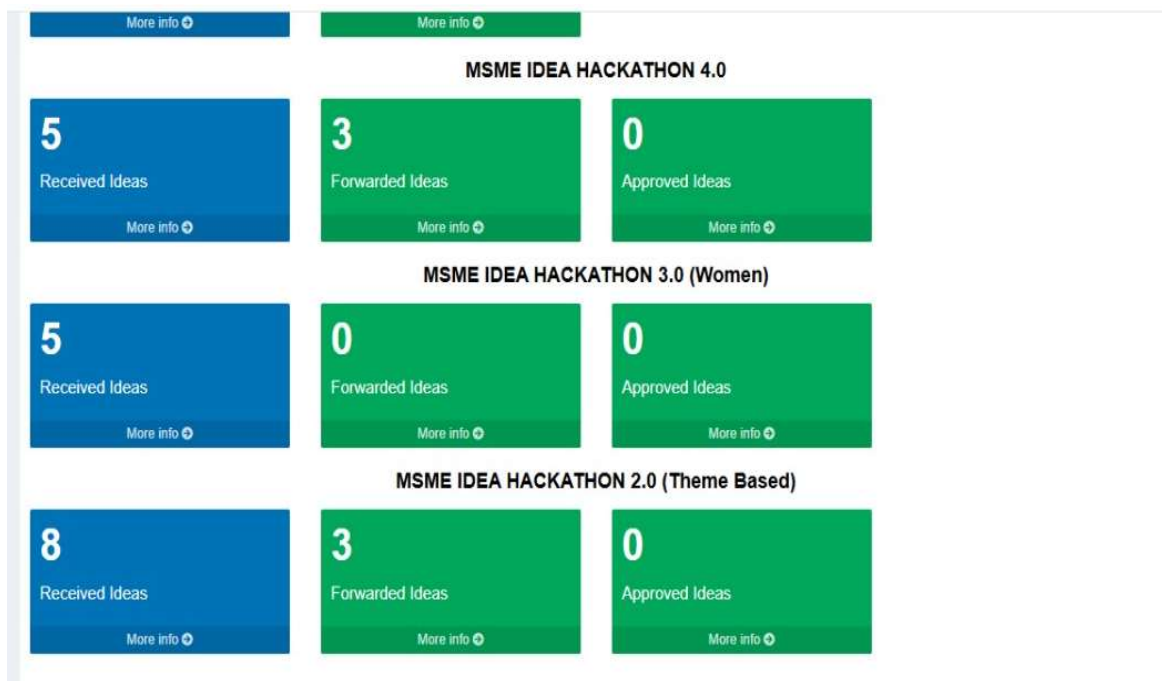 More info More info
MSME IDEA HACKATHON 4.0
5 3 0
Received Ideas Forwarded Ideas Approved Ideas
More info More info More info
MSME IDEA HACKATHON 3.0 (Women)
5 0 0
Received Ideas Forwarded Ideas Approved Ideas
More info More info More info
MSME IDEA HACKATHON 2.0 (Theme Based)
8 3 0
Received Ideas Forwarded Ideas Approved Ideas
More info More info More info